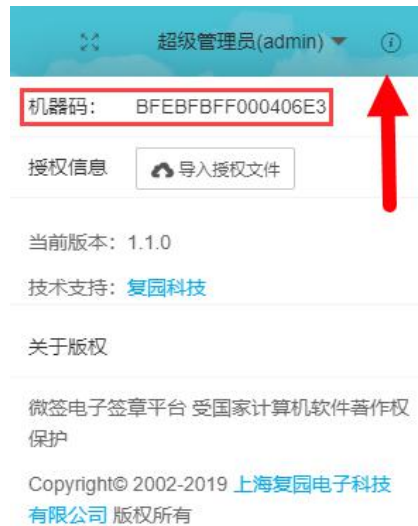 超级管理员(admin)
机器码： BFEBFBFF000406E3
授权信息 导入授权文件
当前版本：1.1.0
技术支持：复园科技
关于版权
微签电子签章平台 受国家计算机软件著作权
保护
Copyright© 2002-2019 上海复园电子科技
有限公司 版权所有